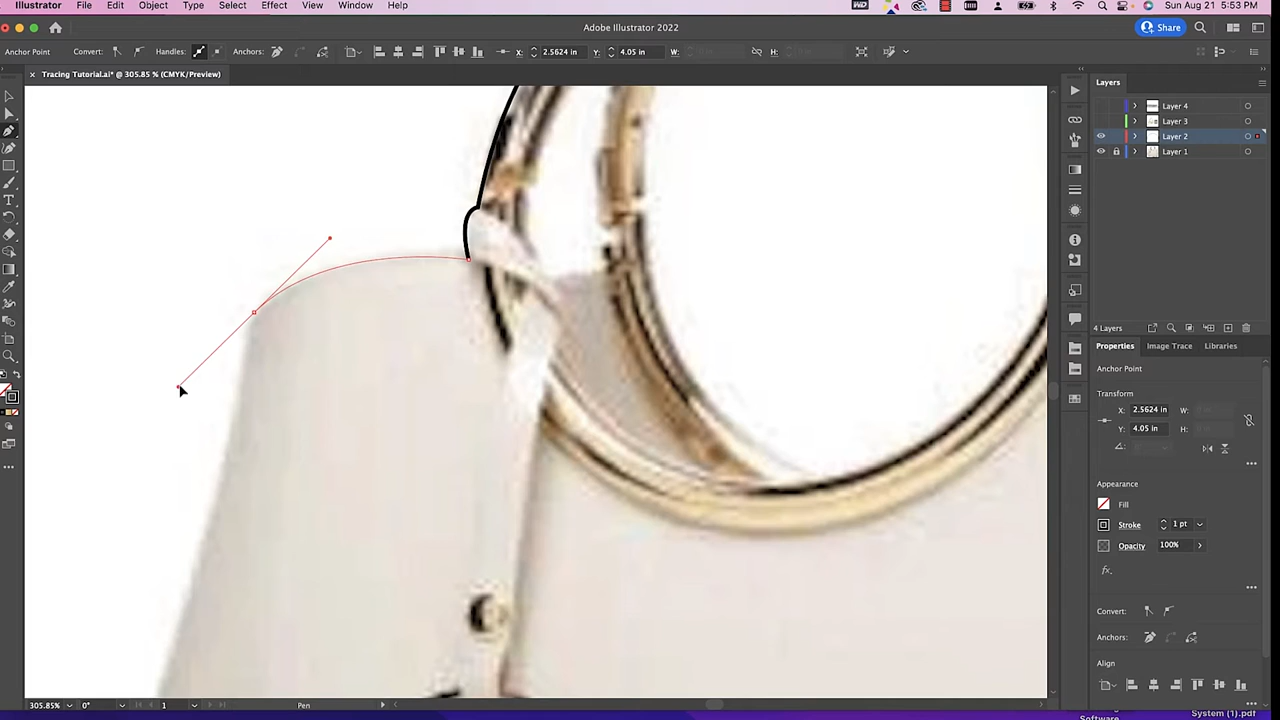 Illustrator File Edit Object Type Select Effect View Window Help Sun Aug 21 5:53 PM
Adobe Illustrator 2022
Share
Anchor Point Convert: Handles: Anchors: X: 2.5624 in Y: 4.05 in W: H:
× Tracing Tutorial.ai* @ 305.85 % (CMYK/Preview)
Layers
Layer 4
Layer 3
Layer 2
Layer 1
4 Layers
Properties Image Trace Libraries
Anchor Point
Transform
X: 2.5624 in W:
Y: 4.05 in H:
Appearance
Fill
Stroke 1 pt
Opacity 100%
fx.
Convert:
Anchors:
Align
305.85% 0° 1 Pen
System (1).pdf
Software